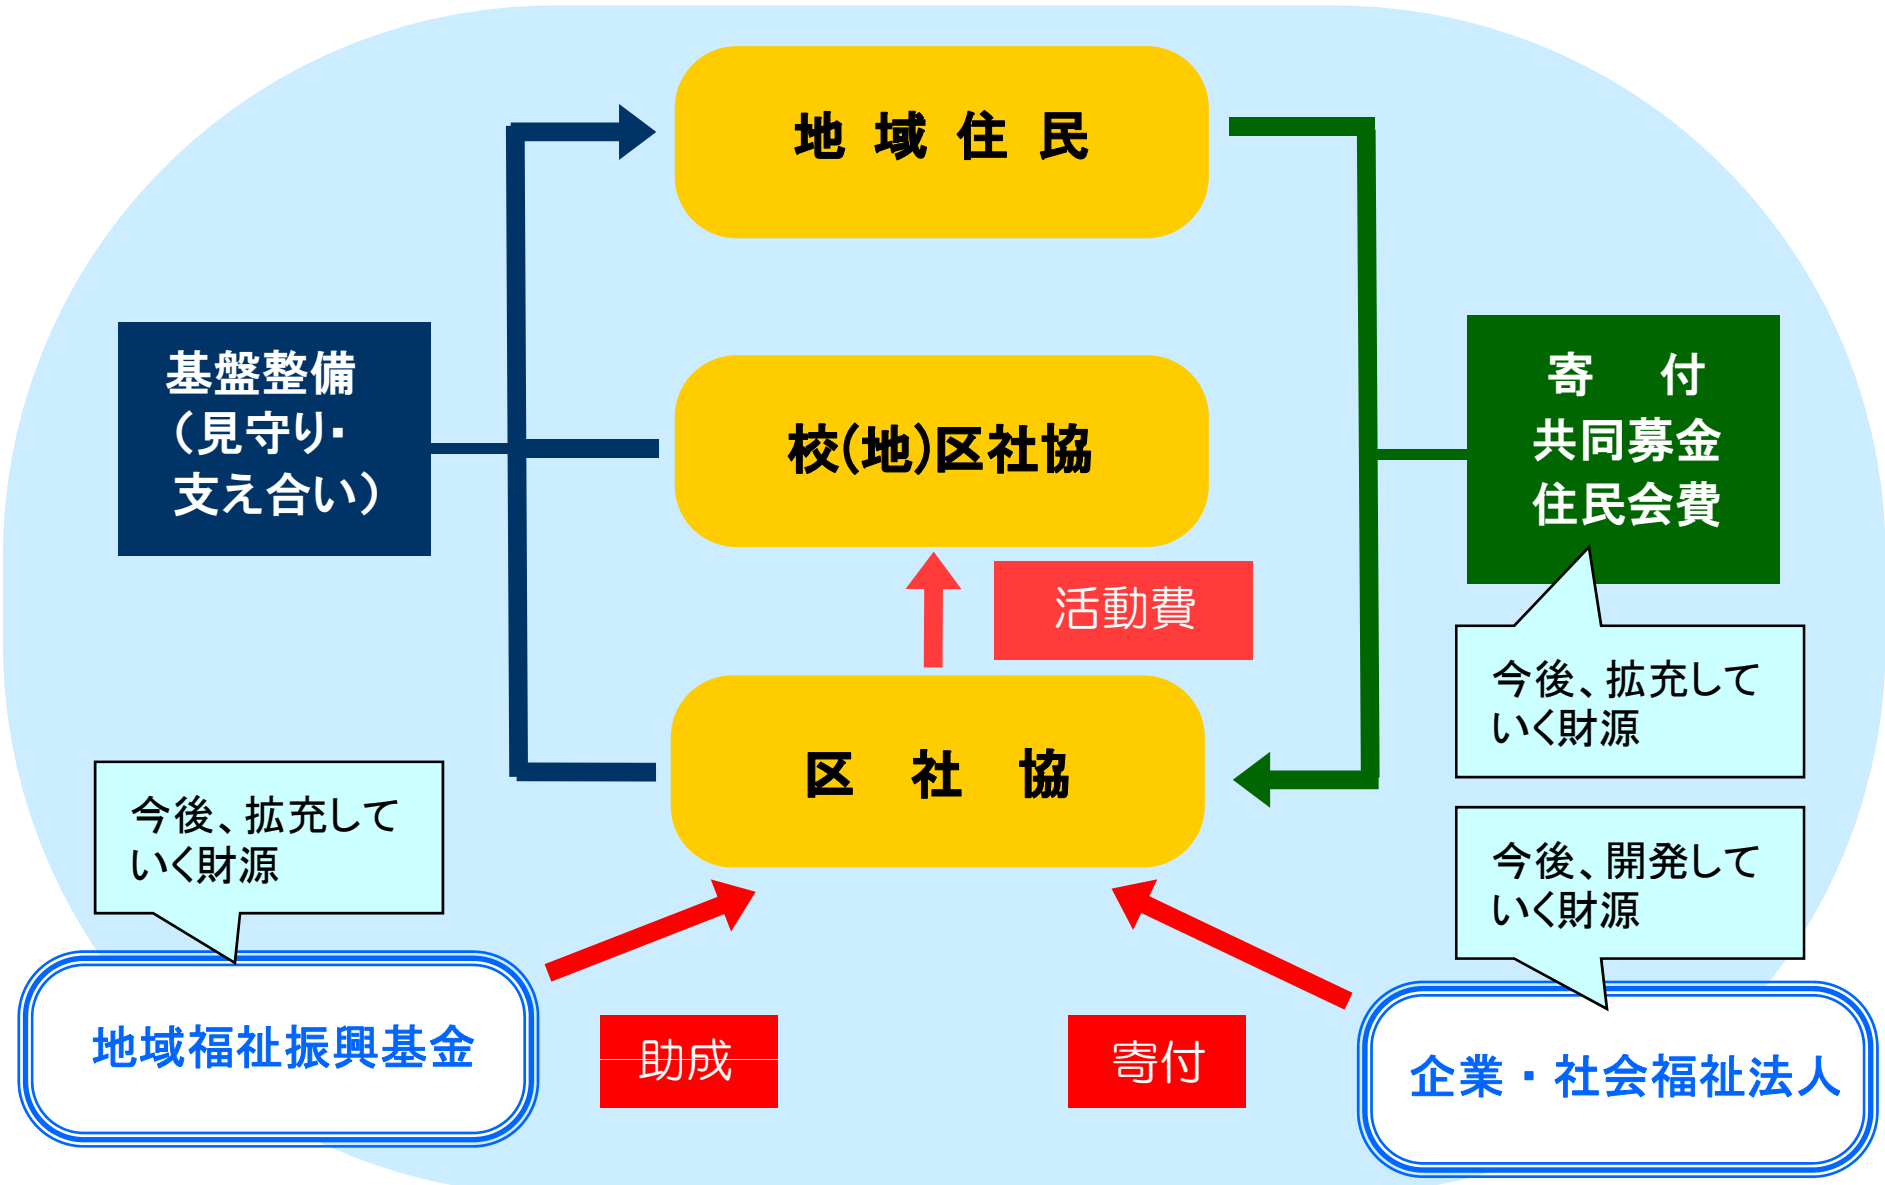 地域住民
基盤整備
（見守り・
支え合い）
校(地)区社協
寄　付
共同募金
住民会費
活動費
今後、拡充して
いく財源
区　社　協
今後、拡充して
いく財源
今後、開発して
いく財源
地域福祉振興基金
助成
寄付
企業・社会福祉法人